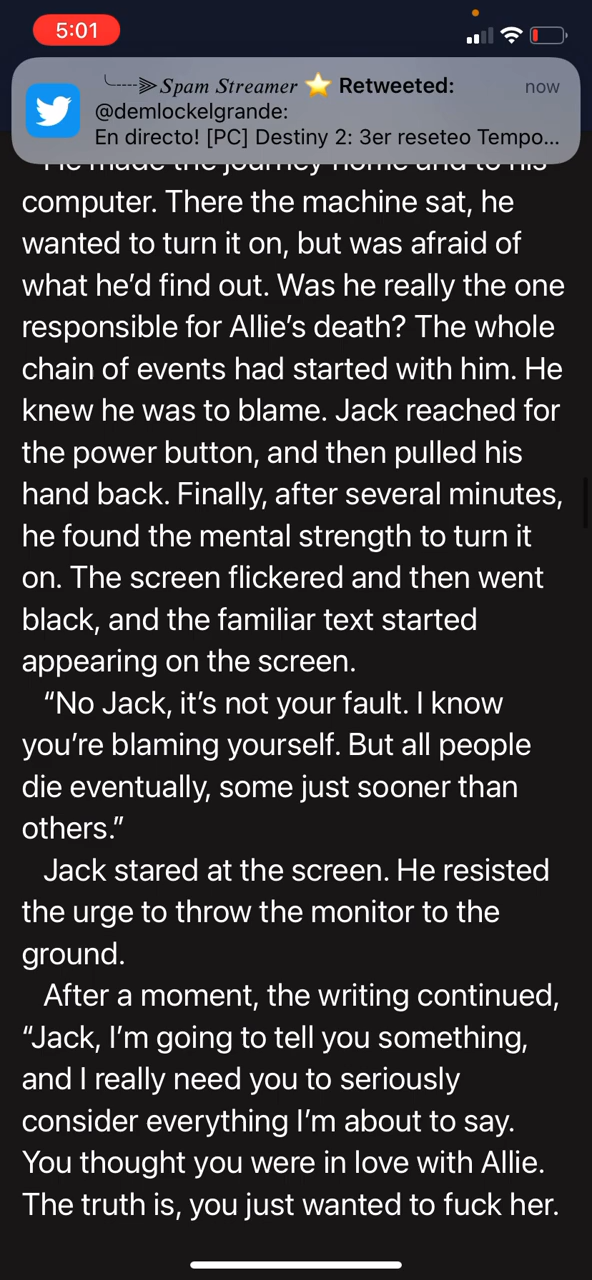 5:01
Spam Streamer ⭐ Retweeted:
now
@demlockelgrande:
En directo! [PC] Destiny 2: 3er reseteo Tempo...
He made the journey home and to his
computer. There the machine sat, he
wanted to turn it on, but was afraid of
what he’d find out. Was he really the one
responsible for Allie’s death? The whole
chain of events had started with him. He
knew he was to blame. Jack reached for
the power button, and then pulled his
hand back. Finally, after several minutes,
he found the mental strength to turn it
on. The screen flickered and then went
black, and the familiar text started
appearing on the screen.
“No Jack, it’s not your fault. I know
you’re blaming yourself. But all people
die eventually, some just sooner than
others.”
Jack stared at the screen. He resisted
the urge to throw the monitor to the
ground.
After a moment, the writing continued,
“Jack, I’m going to tell you something,
and I really need you to seriously
consider everything I’m about to say.
You thought you were in love with Allie.
The truth is, you just wanted to fuck her.